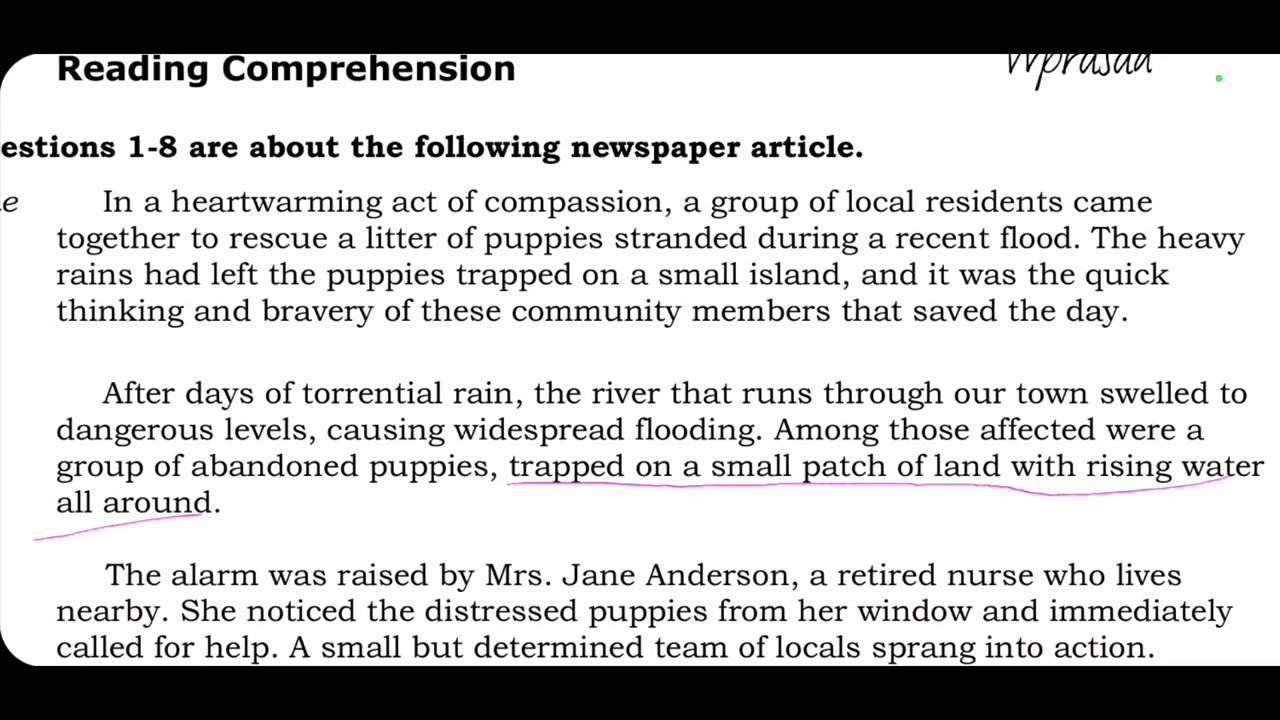 Reading Comprehension
estions 1-8 are about the following newspaper article.
e In a heartwarming act of compassion, a group of local residents came
together to rescue a litter of puppies stranded during a recent flood. The heavy
rains had left the puppies trapped on a small island, and it was the quick
thinking and bravery of these community members that saved the day.
After days of torrential rain, the river that runs through our town swelled to
dangerous levels, causing widespread flooding. Among those affected were a
group of abandoned puppies, trapped on a small patch of land with rising water
all around.
The alarm was raised by Mrs. Jane Anderson, a retired nurse who lives
nearby. She noticed the distressed puppies from her window and immediately
called for help. A small but determined team of locals sprang into action.